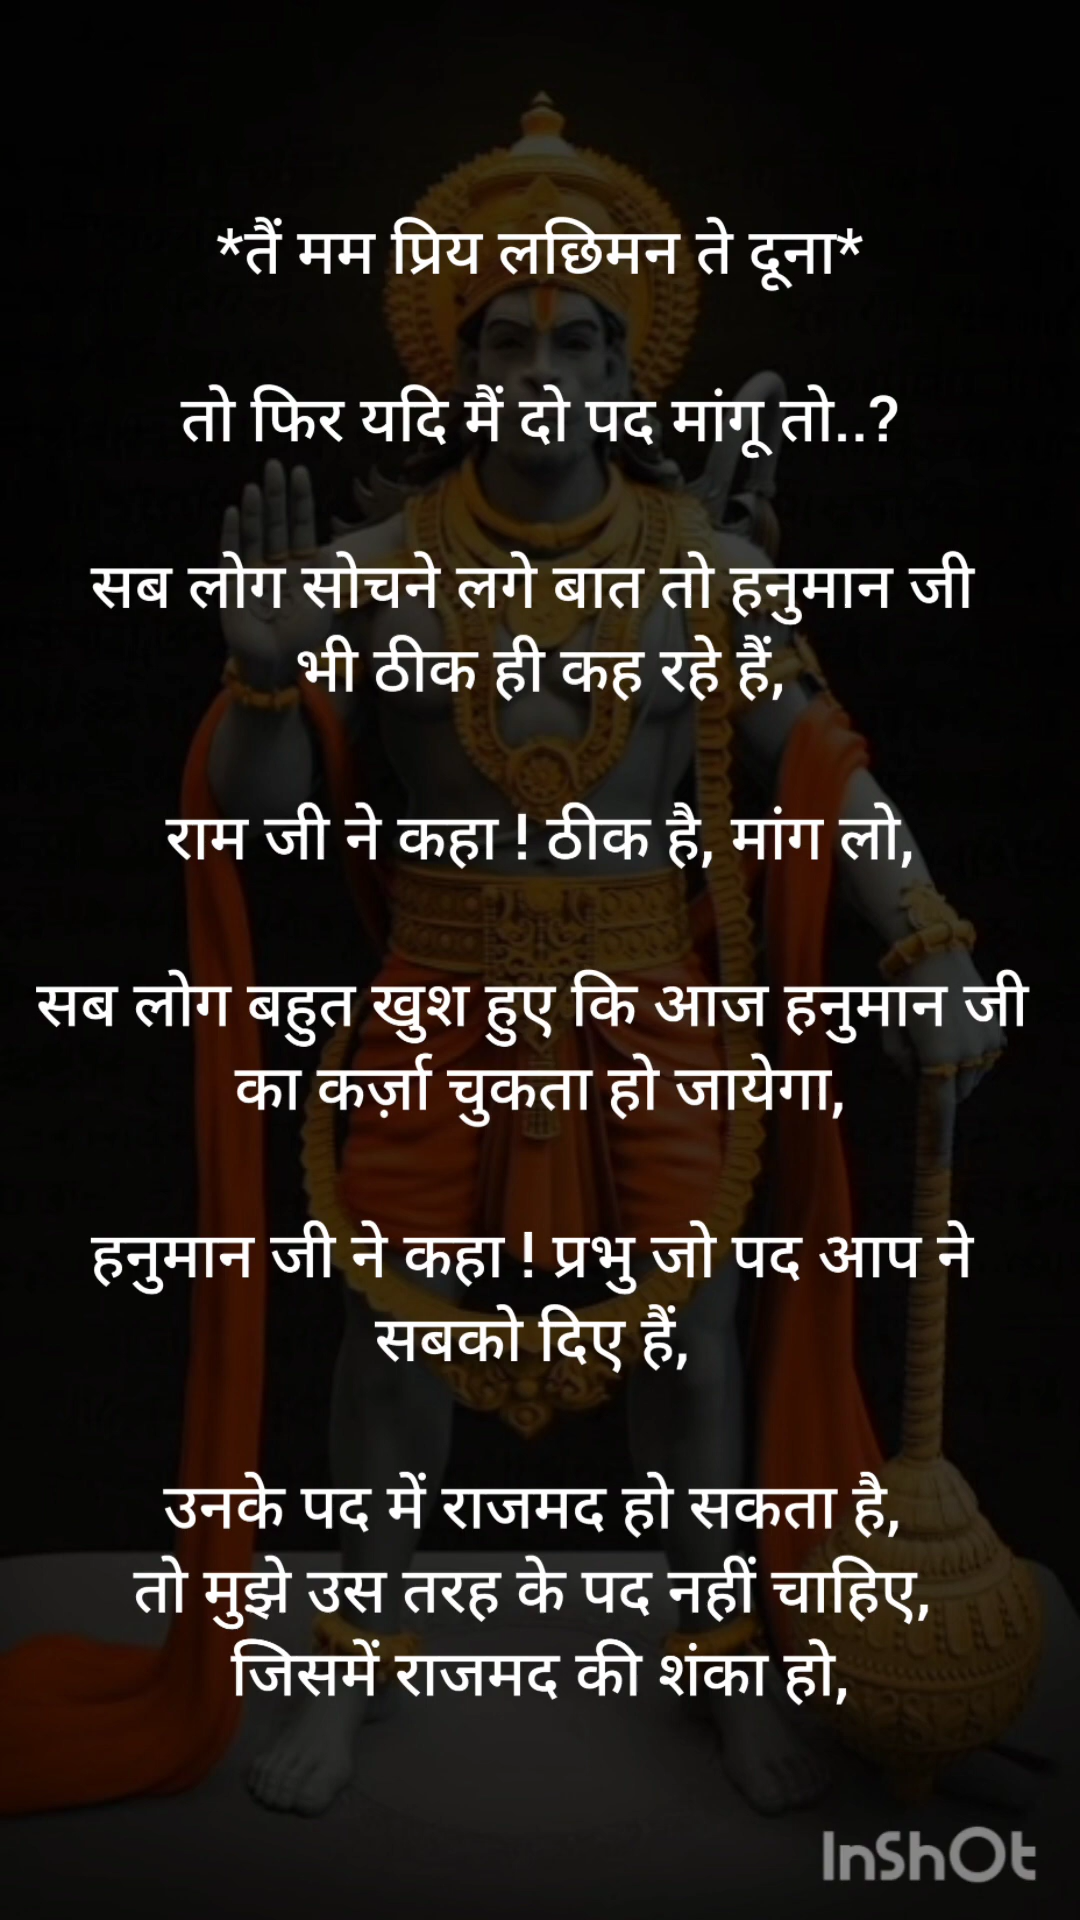 *तैं मम प्रिय लछिमन ते दूना*
तो फिर यदि मैं दो पद मांगू तो..?
सब लोग सोचने लगे बात तो हनुमान जी
भी ठीक ही कह रहे हैं,
राम जी ने कहा ! ठीक है, मांग लो,
सब लोग बहुत खुश हुए कि आज हनुमान जी
का कर्ज़ा चुकता हो जायेगा,
हनुमान जी ने कहा ! प्रभु जो पद आप ने
सबको दिए हैं,
उनके पद में राजमद हो सकता है,
तो मुझे उस तरह के पद नहीं चाहिए,
जिसमें राजमद की शंका हो,
InShOt